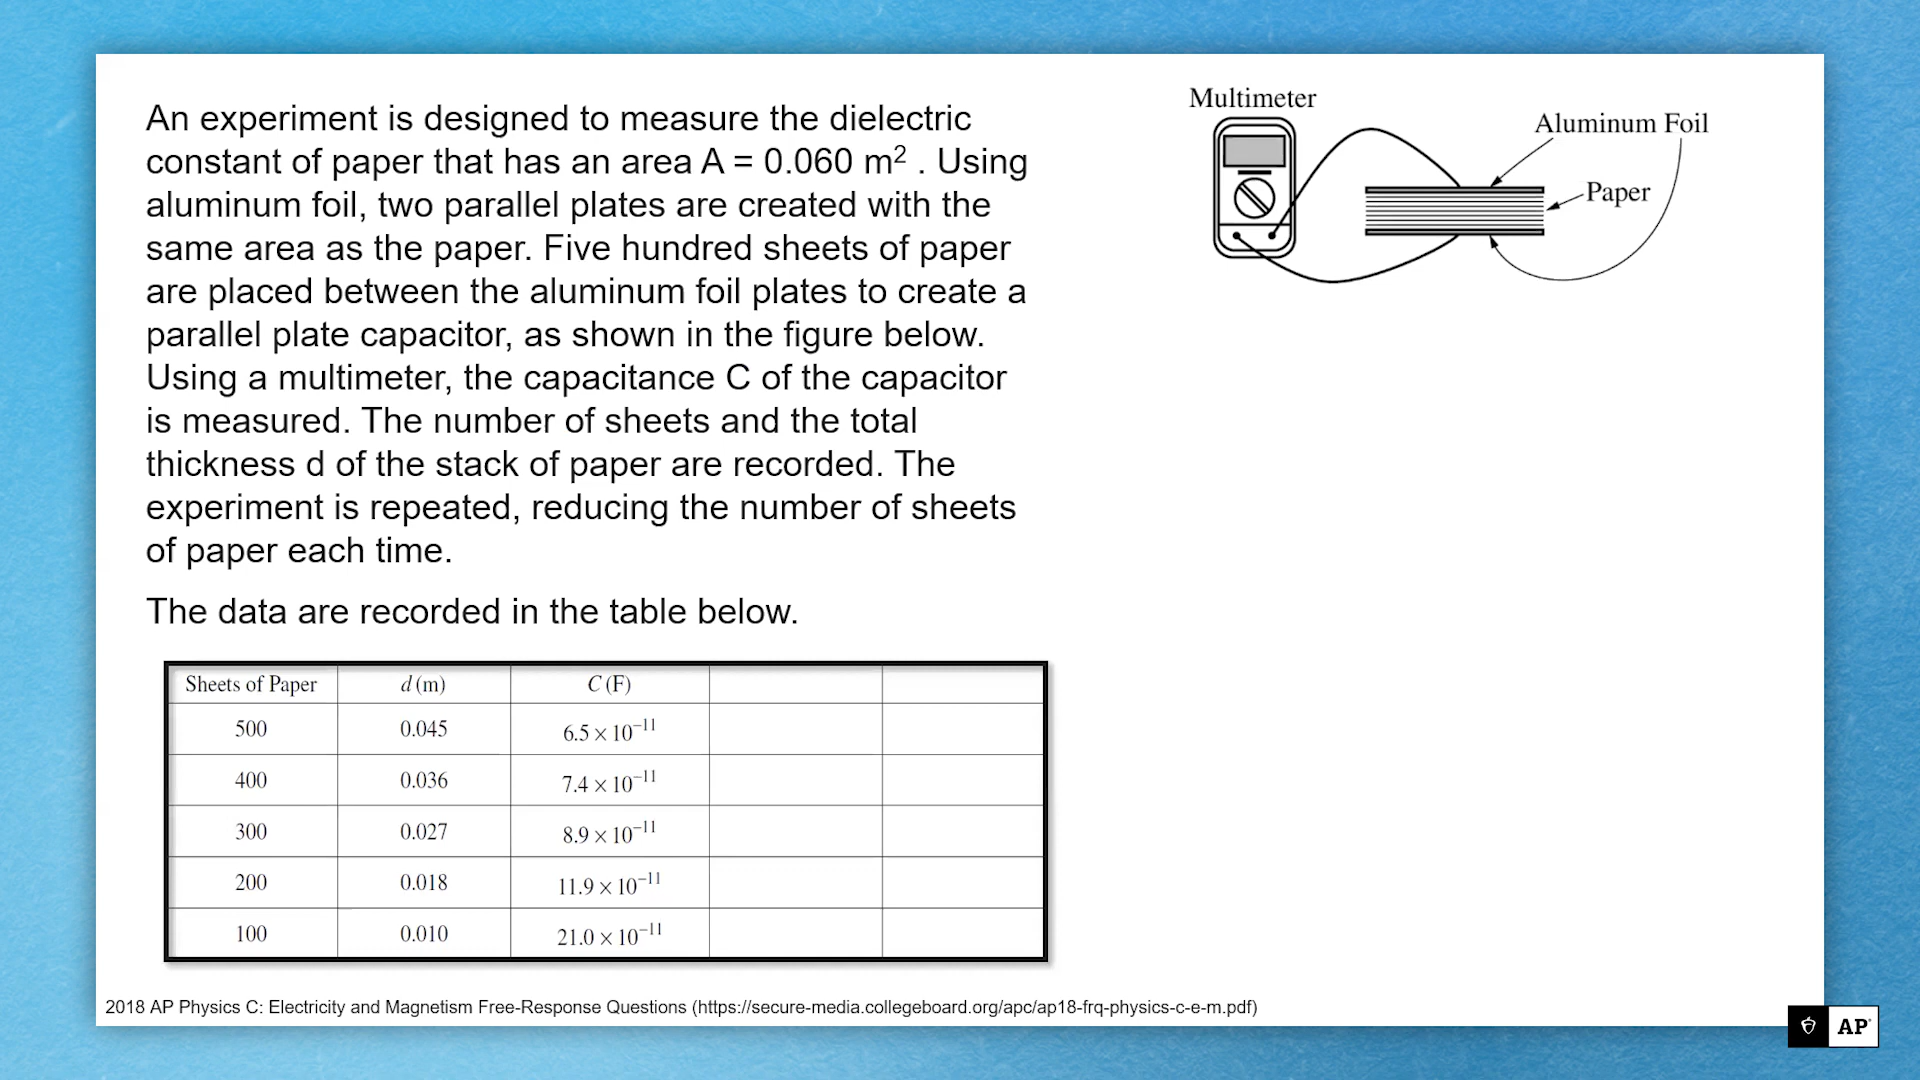 An experiment is designed to measure the dielectric
constant of paper that has an area A = 0.060 m² . Using
aluminum foil, two parallel plates are created with the
same area as the paper. Five hundred sheets of paper
are placed between the aluminum foil plates to create a
parallel plate capacitor, as shown in the figure below.
Using a multimeter, the capacitance C of the capacitor
is measured. The number of sheets and the total
thickness d of the stack of paper are recorded. The
experiment is repeated, reducing the number of sheets
of paper each time.
The data are recorded in the table below.
Multimeter
Aluminum Foil
Paper
Sheets of Paper d (m) C (F)
500 0.045 6.5 × 10⁻¹¹
400 0.036 7.4 × 10⁻¹¹
300 0.027 8.9 × 10⁻¹¹
200 0.018 11.9 × 10⁻¹¹
100 0.010 21.0 × 10⁻¹¹
2018 AP Physics C: Electricity and Magnetism Free-Response Questions (https://secure-media.collegeboard.org/apc/ap18-frq-physics-c-e-m.pdf)
AP